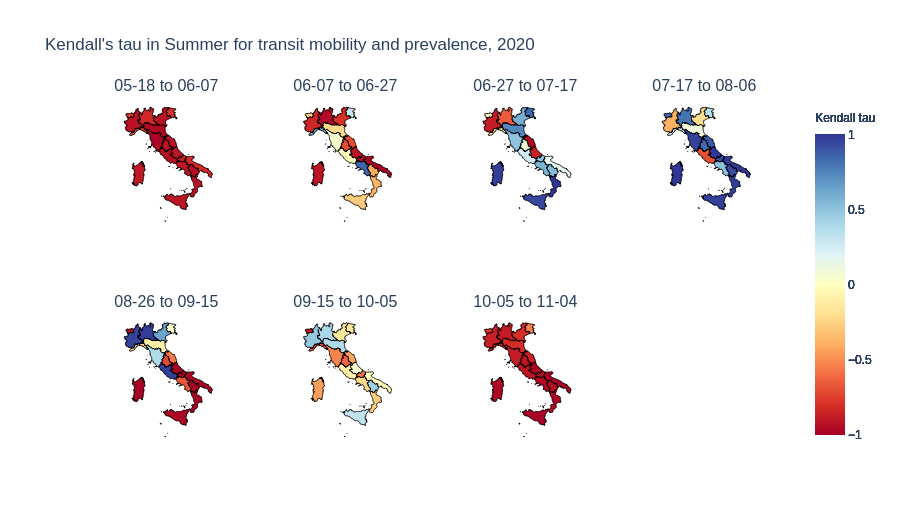 Kendall's tau in Summer for transit mobility and prevalence, 2020
05-18 to 06-07
06-07 to 06-27
06-27 to 07-17
07-17 to 08-06
Kendall tau
1
0.5
0
−0.5
−1
08-26 to 09-15
09-15 to 10-05
10-05 to 11-04